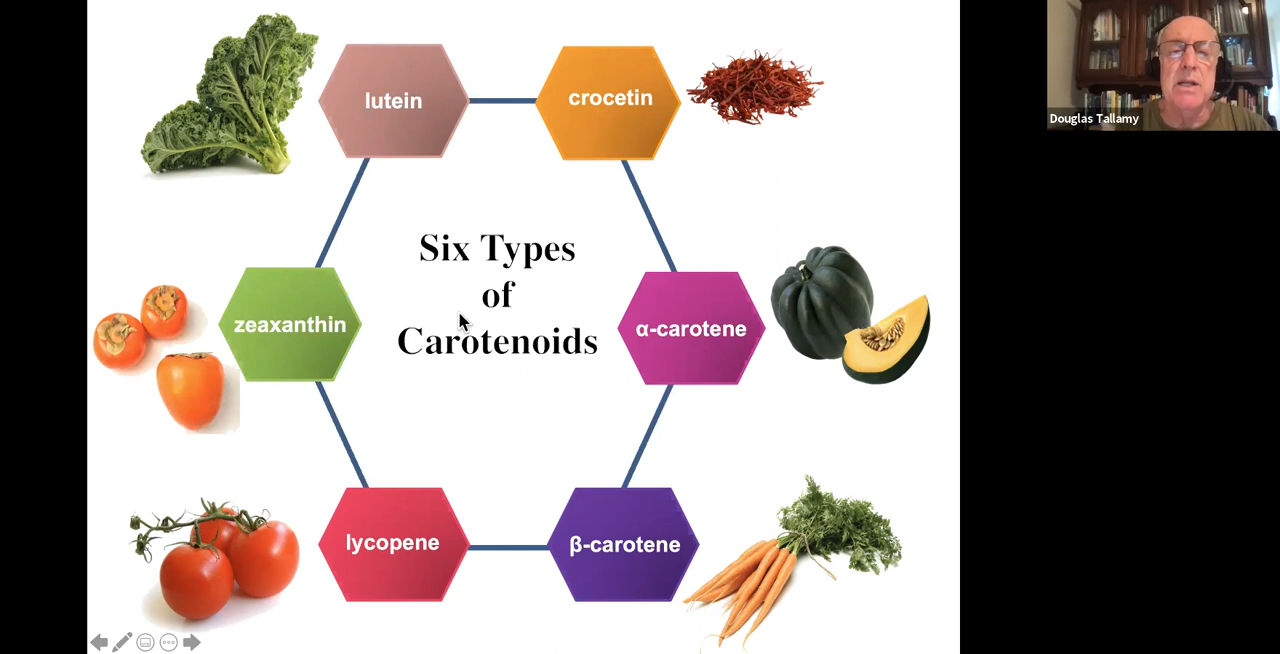 lutein
crocetin
Douglas Tallamy
Six Types
of
Carotenoids
zeaxanthin
α-carotene
lycopene
β-carotene